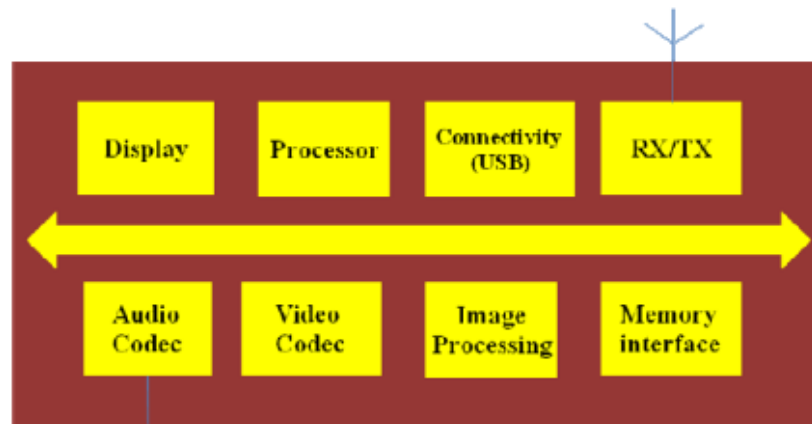 Display
Processor
Connectivity
(USB)
RX/TX
Audio
Codec
Video
Codec
Image
Processing
Memory
interface